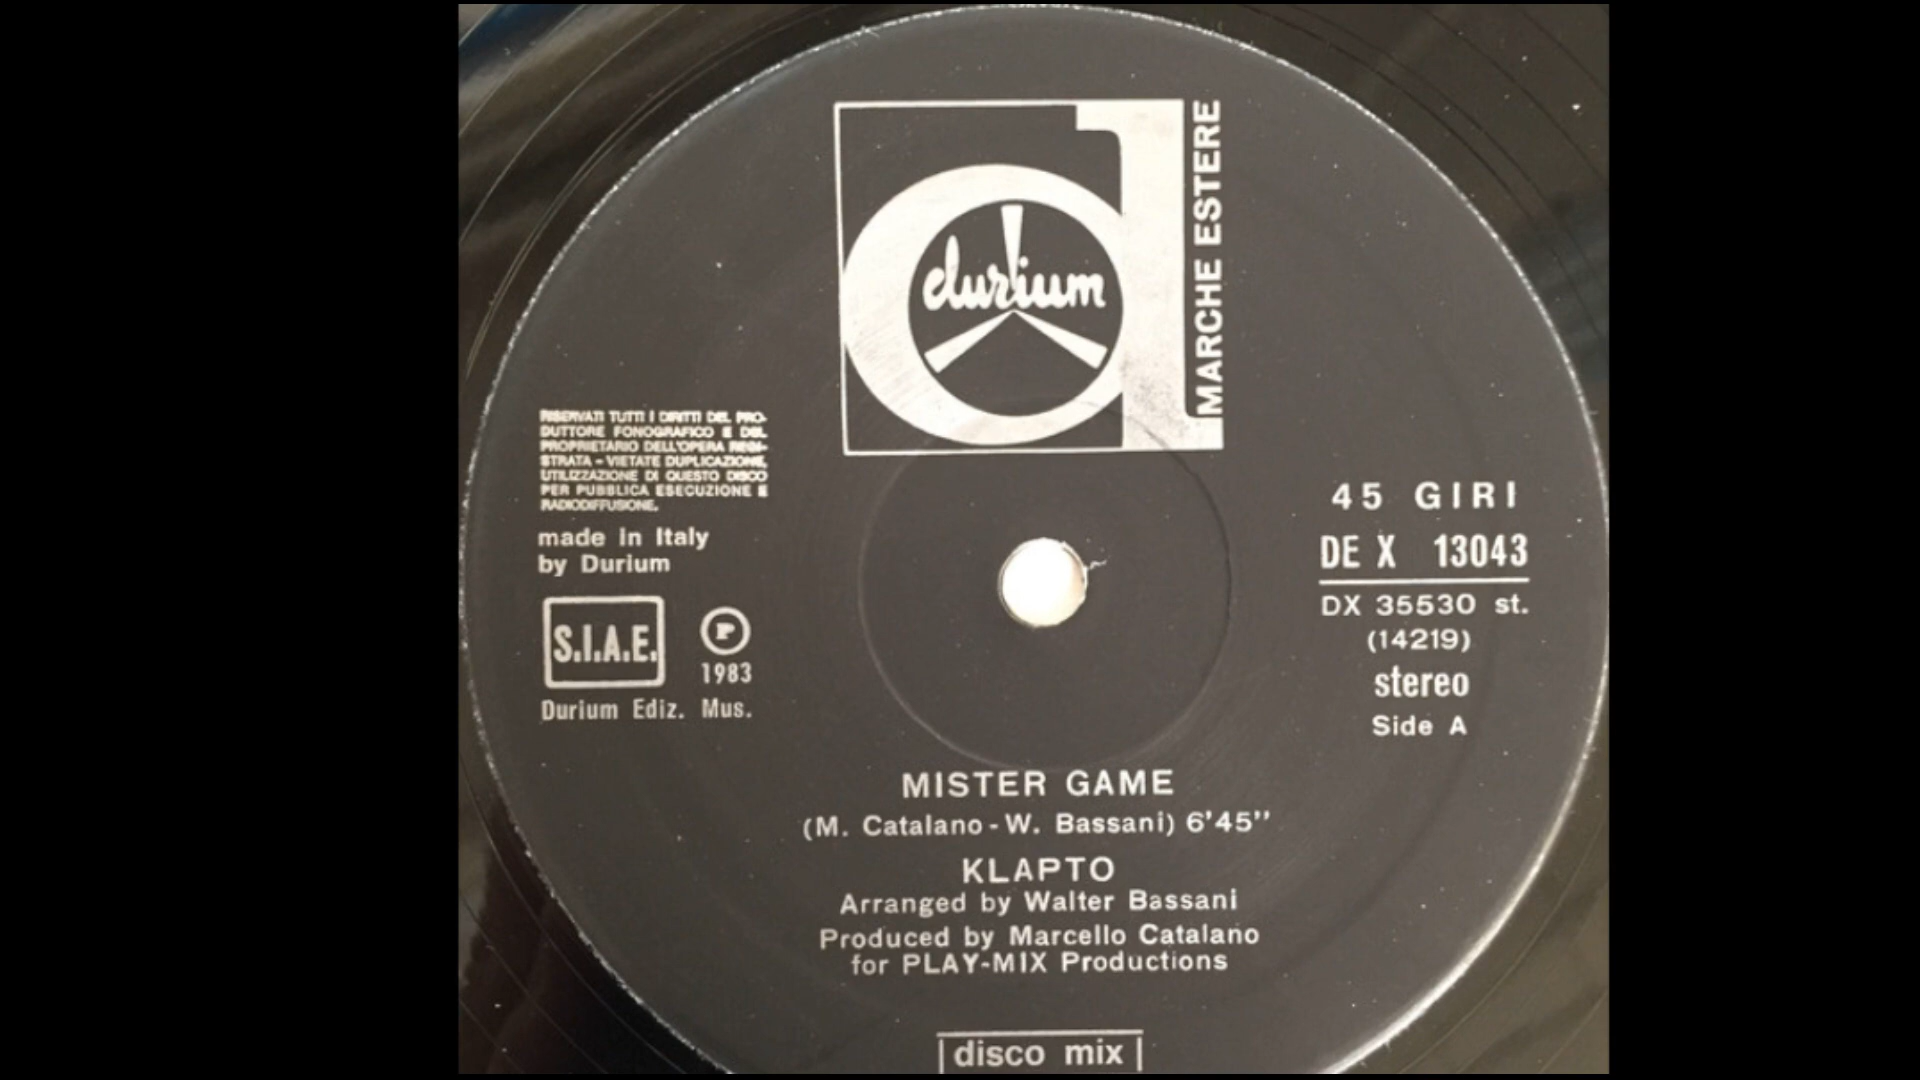 durium
MARCHE ESTERE
RISERVATI TUTTI I DIRITTI DEL PRO-
DUTTORE FONOGRAFICO E DEL
PROPRIETARIO DELL'OPERA REGI-
STRATA - VIETATE DUPLICAZIONE,
UTILIZZAZIONE DI QUESTO DISCO
PER PUBBLICA ESECUZIONE E
RADIODIFFUSIONE.
made in Italy
by Durium
S.I.A.E.
P
1983
Durium Ediz. Mus.
45 GIRI
DE X 13043
DX 35530 st.
(14219)
stereo
Side A
MISTER GAME
(M. Catalano - W. Bassani) 6'45''
KLAPTO
Arranged by Walter Bassani
Produced by Marcello Catalano
for PLAY-MIX Productions
disco mix